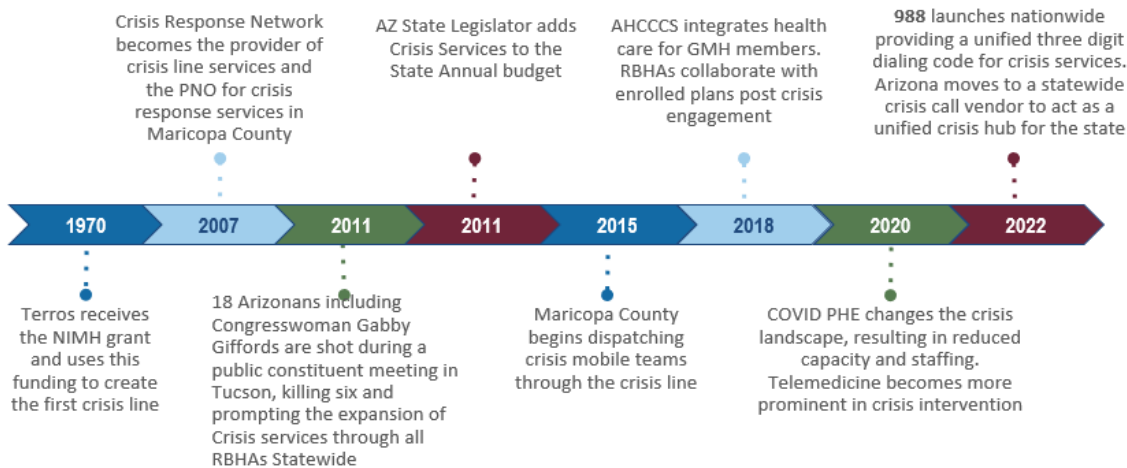 Crisis Response Network
becomes the provider of
crisis line services and
the PNO for crisis
response services in
Maricopa County
AZ State Legislator adds
Crisis Services to the
State Annual budget
AHCCCS integrates health
care for GMH members.
RBHAs collaborate with
enrolled plans post crisis
engagement
988 launches nationwide
providing a unified three digit
dialing code for crisis services.
Arizona moves to a statewide
crisis call vendor to act as a
unified crisis hub for the state
1970
2007
2011
2011
2015
2018
2020
2022
Terros receives
the NIMH grant
and uses this
funding to create
the first crisis line
18 Arizonans including
Congresswoman Gabby
Giffords are shot during a
public constituent meeting in
Tucson, killing six and
prompting the expansion of
Crisis services through all
RBHAs Statewide
Maricopa County
begins dispatching
crisis mobile teams
through the crisis line
COVID PHE changes the crisis
landscape, resulting in reduced
capacity and staffing.
Telemedicine becomes more
prominent in crisis intervention